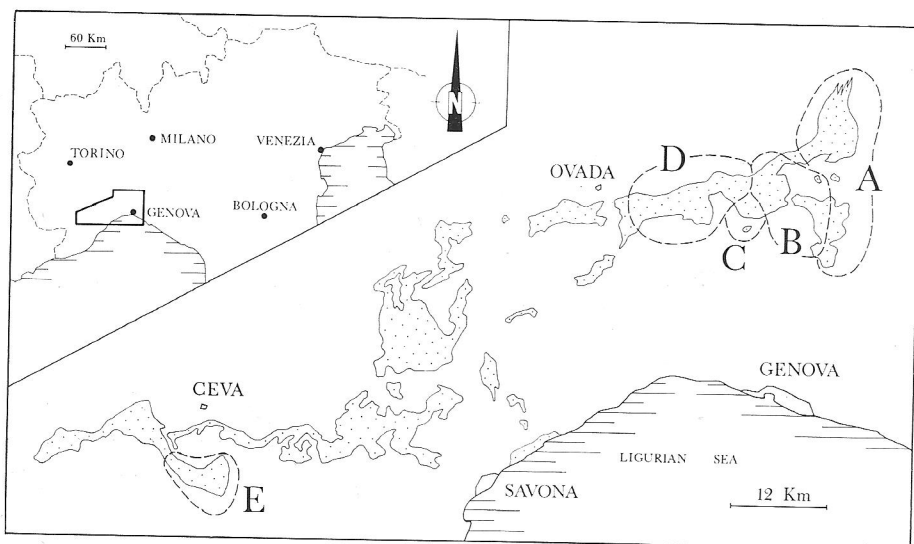 60 Km
N
MILANO
TORINO
VENEZIA
GENOVA
BOLOGNA
OVADA
D
A
C
B
CEVA
GENOVA
LIGURIAN SEA
SAVONA
E
12 Km